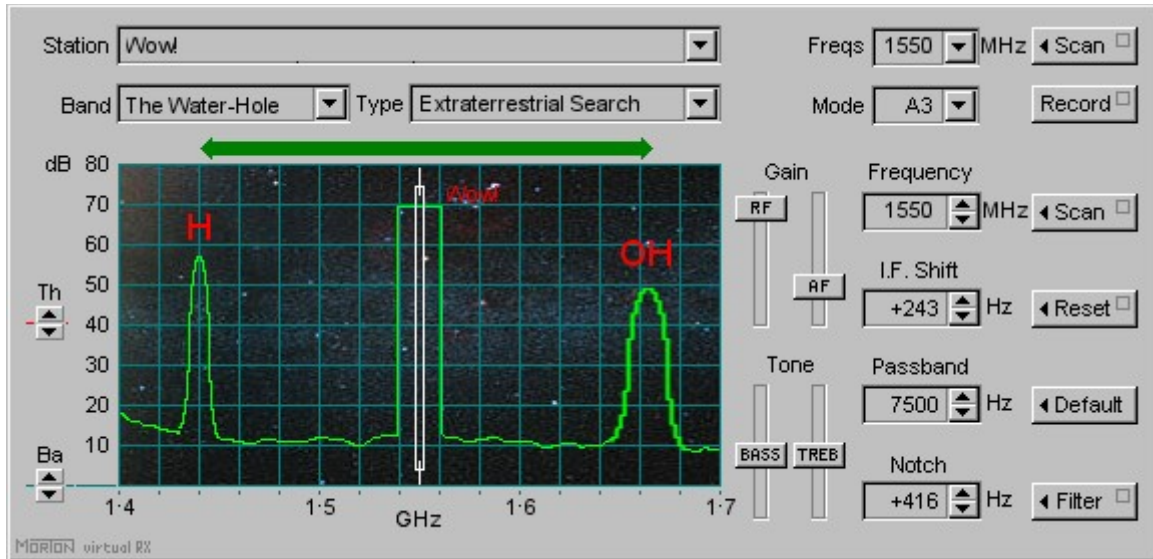 Station Wow! Freqs 1550 MHz Scan
Band The Water-Hole Type Extraterrestrial Search Mode A3 Record
dB 80
70
60
50
40
30
20
10
Th
Ba
H
Wow!
OH
1·4 1·5 1·6 1·7
GHz
Gain
RF
AF
Tone
BASS TREB
Frequency
1550 MHz Scan
I.F. Shift
+243 Hz Reset
Passband
7500 Hz Default
Notch
+416 Hz Filter
MORTON virtual RX